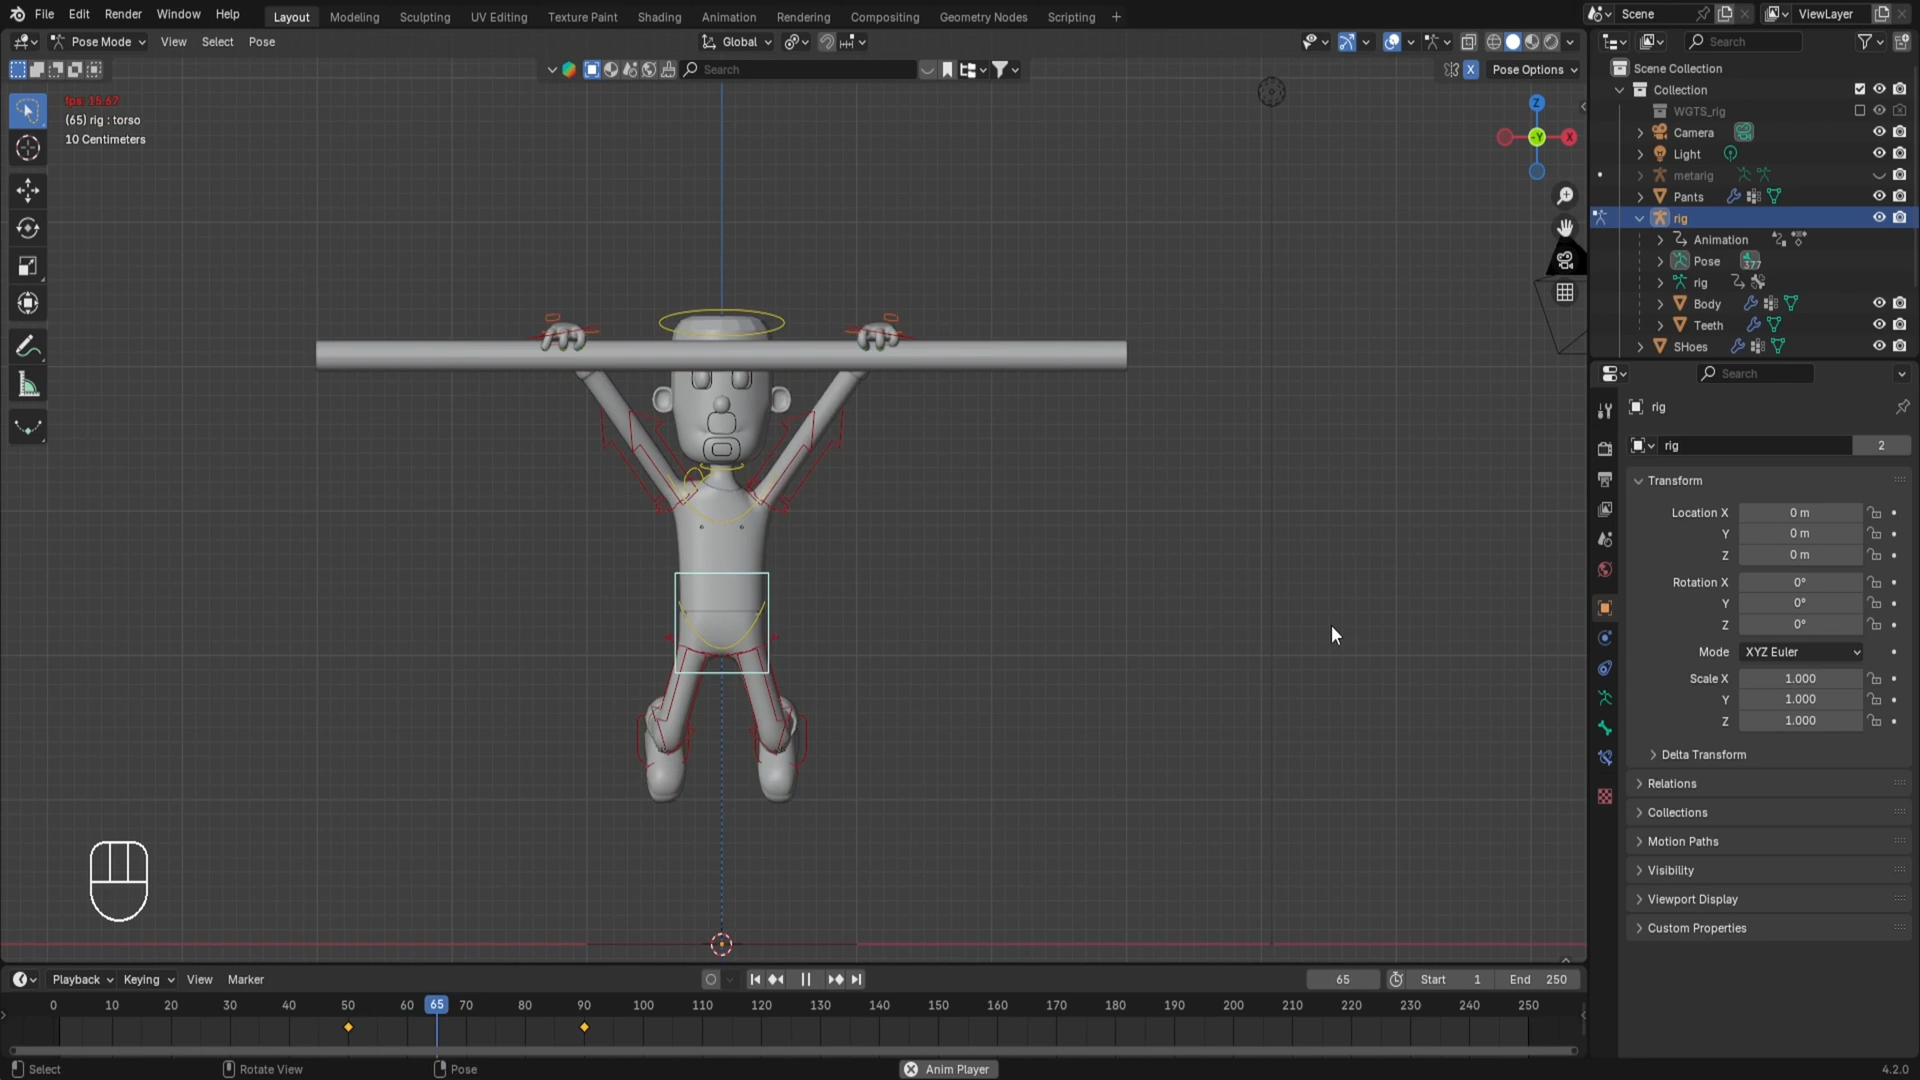 File Edit Render Window Help Layout Modeling Sculpting UV Editing Texture Paint Shading Animation Rendering Compositing Geometry Nodes Scripting + Scene ViewLayer
Pose Mode View Select Pose Global Search
Search Pose Options
fps: 15.67
(65) rig : torso
10 Centimeters
Z
Y
X
Scene Collection
Collection
WGTS_rig
Camera
Light
metarig
Pants
rig
Animation
Pose 377
rig
Body
Teeth
SHoes
Search
rig
rig 2
Transform
Location X 0 m
Y 0 m
Z 0 m
Rotation X 0°
Y 0°
Z 0°
Mode XYZ Euler
Scale X 1.000
Y 1.000
Z 1.000
Delta Transform
Relations
Collections
Motion Paths
Visibility
Viewport Display
Custom Properties
Playback Keying View Marker 65 Start 1 End 250
0 10 20 30 40 50 60 65 70 80 90 100 110 120 130 140 150 160 170 180 190 200 210 220 230 240 250
Select Rotate View Pose Anim Player 4.2.0